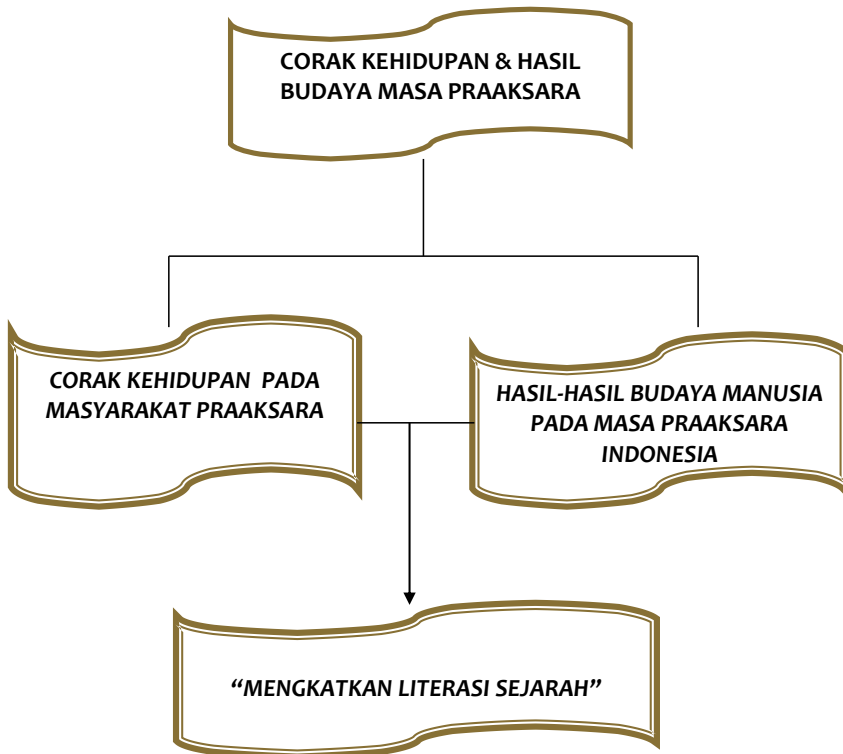 CORAK KEHIDUPAN & HASIL
BUDAYA MASA PRAAKSARA
CORAK KEHIDUPAN PADA
MASYARAKAT PRAAKSARA
HASIL-HASIL BUDAYA MANUSIA
PADA MASA PRAAKSARA
INDONESIA
“MENGKATKAN LITERASI SEJARAH”